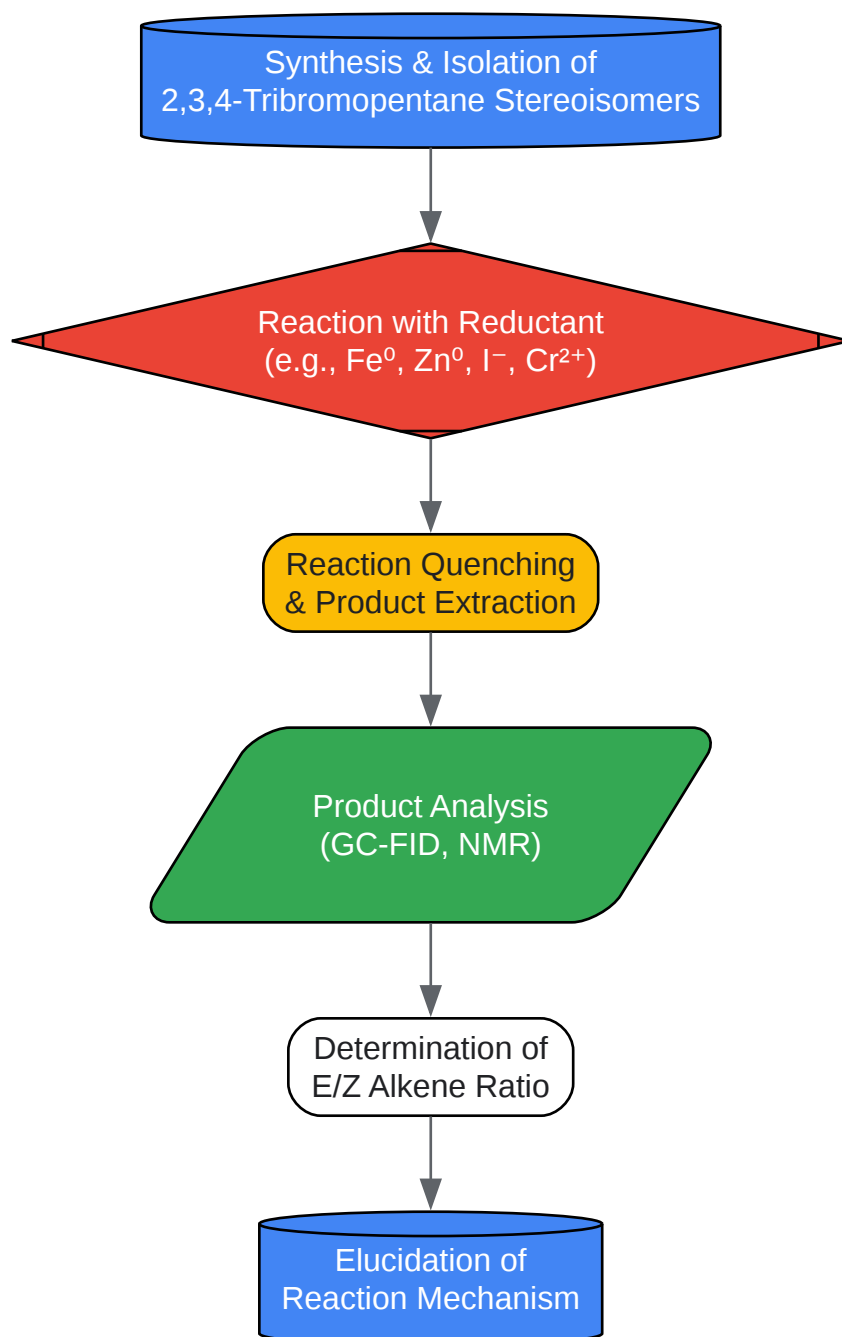 Synthesis & Isolation of
2,3,4-Tribromopentane Stereoisomers
Reaction with Reductant
(e.g., Fe⁰, Zn⁰, I⁻, Cr²⁺)
Reaction Quenching
& Product Extraction
Product Analysis
(GC-FID, NMR)
Determination of
E/Z Alkene Ratio
Elucidation of
Reaction Mechanism